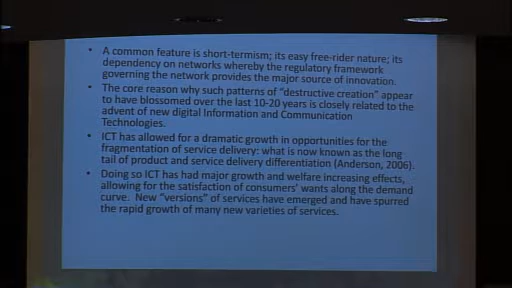 • A common feature is short-termism; its easy free-rider nature; its
dependency on networks whereby the regulatory framework
governing the network provides the major source of innovation.
• The core reason why such patterns of "destructive creation" appear
to have blossomed over the last 10-20 years is closely related to the
advent of new digital Information and Communication
Technologies.
• ICT has allowed for a dramatic growth in opportunities for the
fragmentation of service delivery: what is now known as the long
tail of product and service delivery differentiation (Anderson, 2006).
• Doing so ICT has had major growth and welfare increasing effects,
allowing for the satisfaction of consumers' wants along the demand
curve. New "versions" of services have emerged and have spurred
the rapid growth of many new varieties of services.